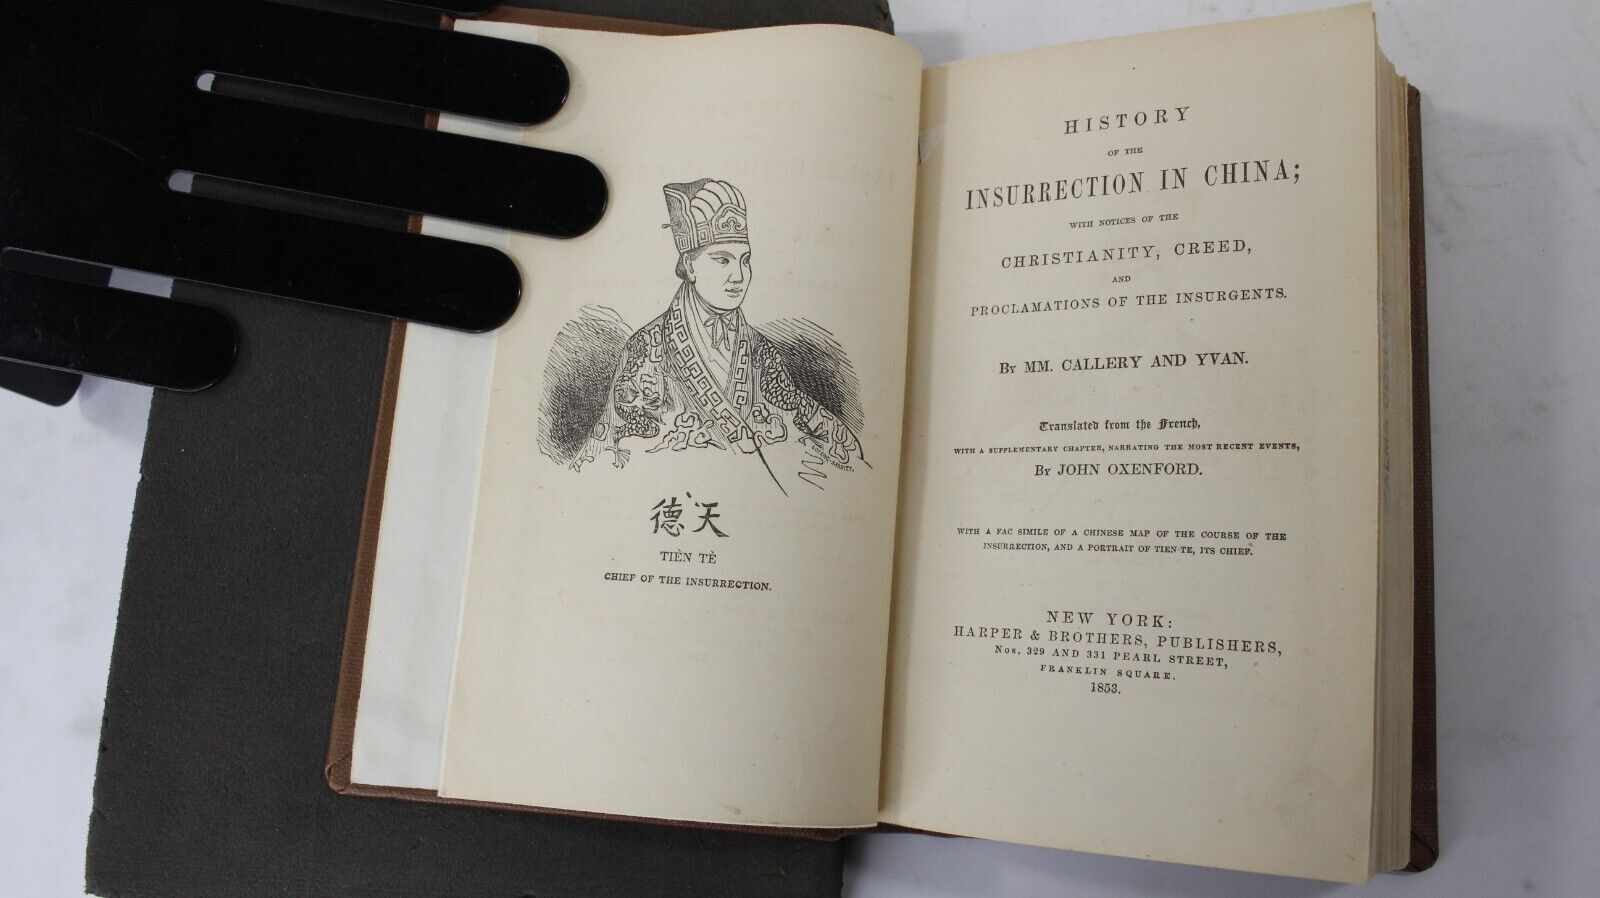 德天
TIÈN TÈ
CHIEF OF THE INSURRECTION.
HISTORY
OF THE
INSURRECTION IN CHINA;
WITH NOTICES OF THE
CHRISTIANITY, CREED,
AND
PROCLAMATIONS OF THE INSURGENTS.
By MM. CALLERY AND YVAN.
Translated from the French,
WITH A SUPPLEMENTARY CHAPTER, NARRATING THE MOST RECENT EVENTS,
By JOHN OXENFORD.
WITH A FAC SIMILE OF A CHINESE MAP OF THE COURSE OF THE
INSURRECTION, AND A PORTRAIT OF TIEN-TE, ITS CHIEF.
NEW YORK:
HARPER & BROTHERS, PUBLISHERS,
Nos. 329 AND 331 PEARL STREET,
FRANKLIN SQUARE.
1853.